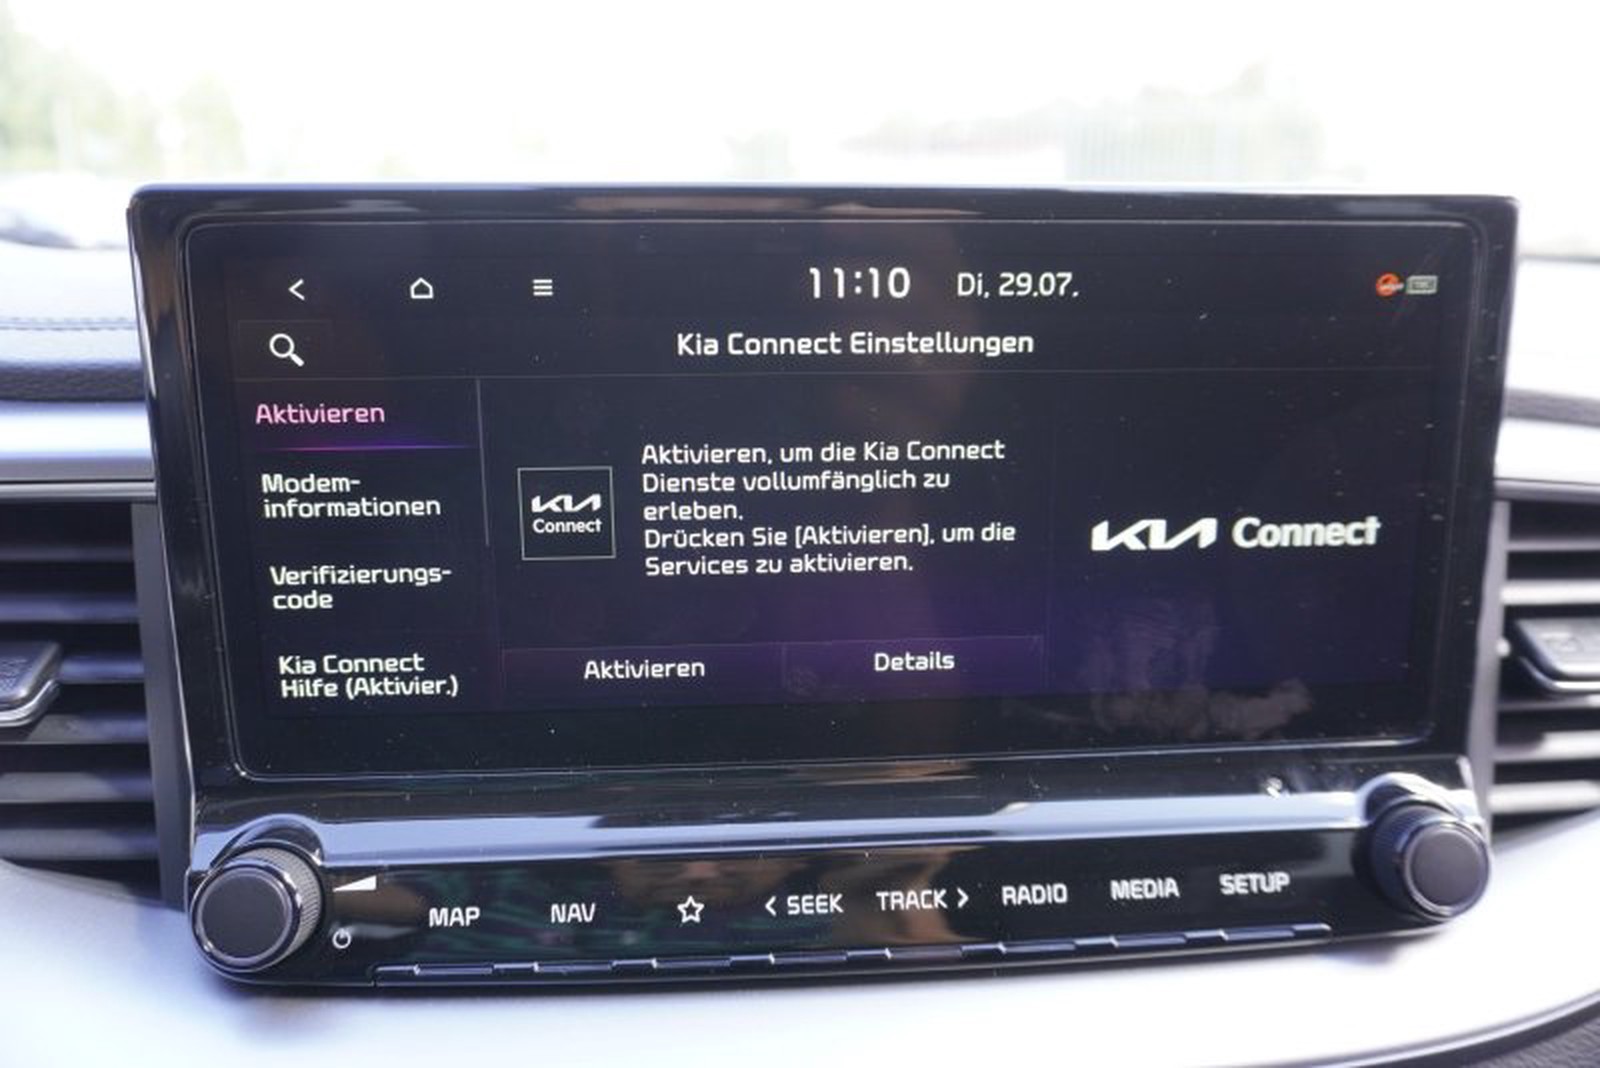 11:10 Di, 29.07.
Kia Connect Einstellungen
Aktivieren
Modem-
informationen
Verifizierungs-
code
Kia Connect
Hilfe (Aktivier.)
KIA
Connect
Aktivieren, um die Kia Connect
Dienste vollumfänglich zu
erleben.
Drücken Sie [Aktivieren], um die
Services zu aktivieren.
Aktivieren
Details
KIA Connect
MAP NAV < SEEK TRACK > RADIO MEDIA SETUP